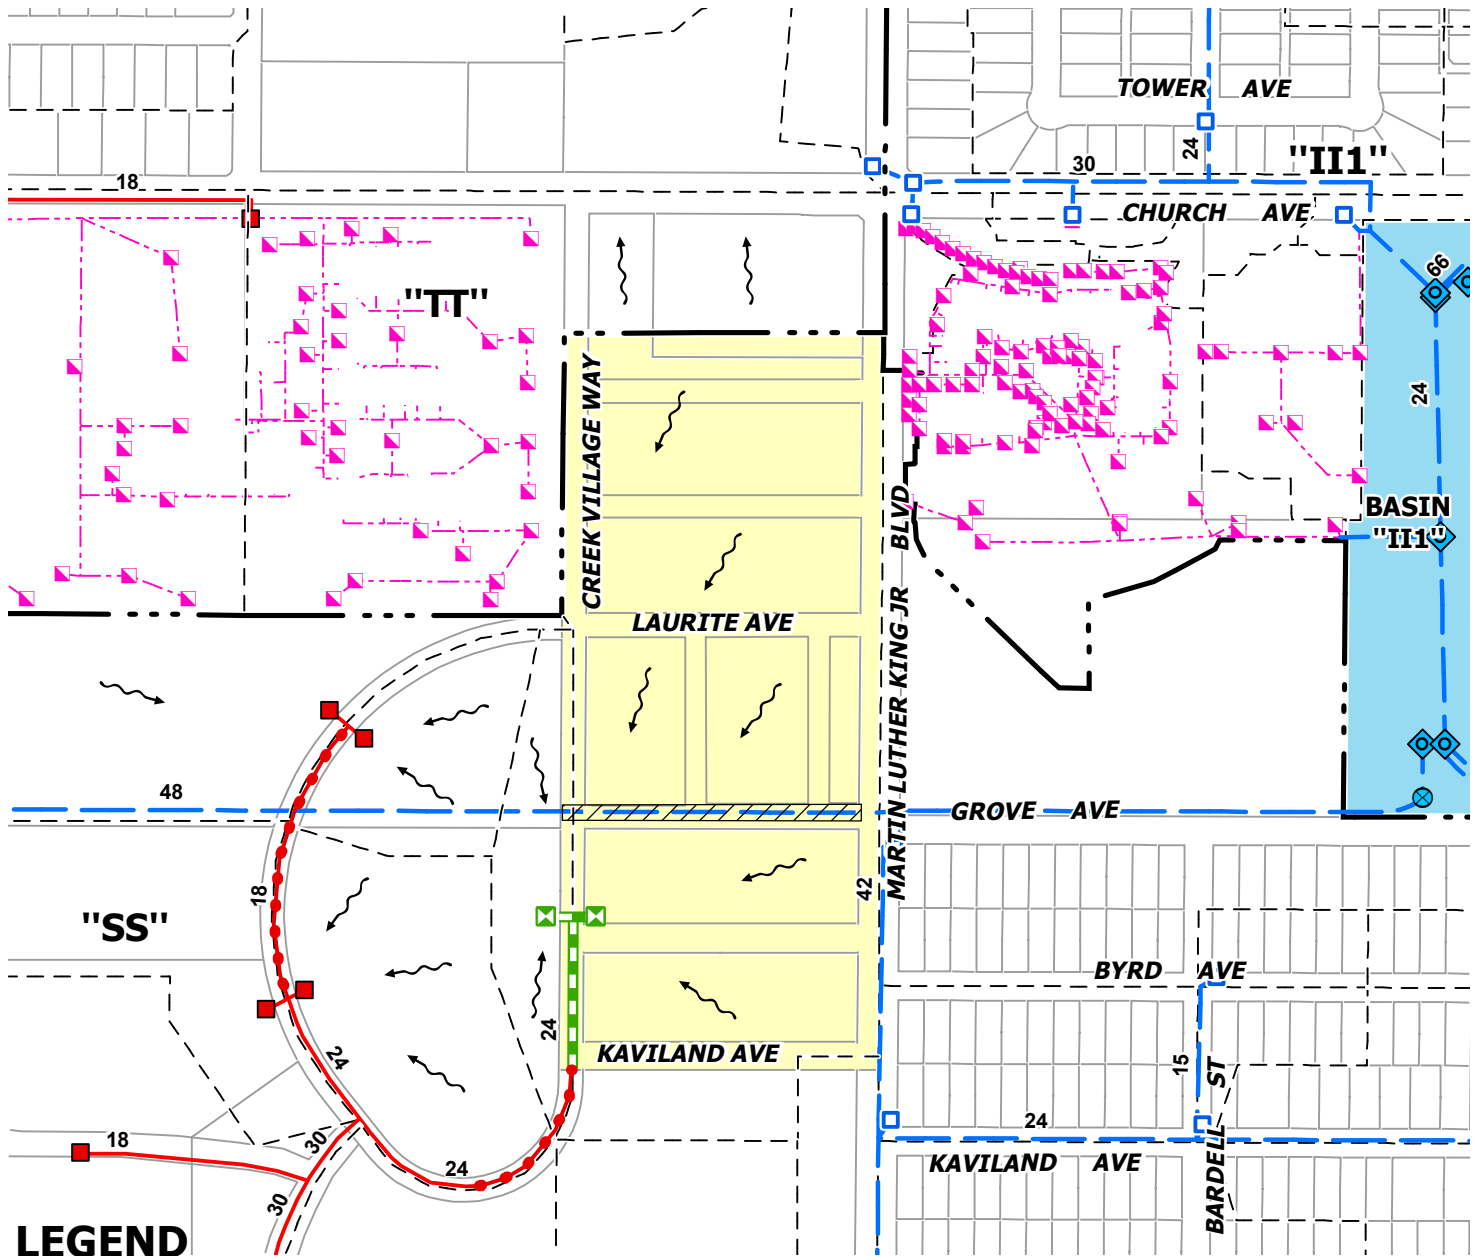 TOWER AVE
24
30
"II1"
18
CHURCH AVE
66
"TT"
24
CREEK VILLAGE WAY
BASIN
"II1"
LAURITE AVE
MARTIN LUTHER KING JR BLVD
48
GROVE AVE
18
42
"SS"
BYRD AVE
24
24
KAVILAND AVE
15
BARDELL ST
18
30
24
24
KAVILAND AVE
30
LEGEND